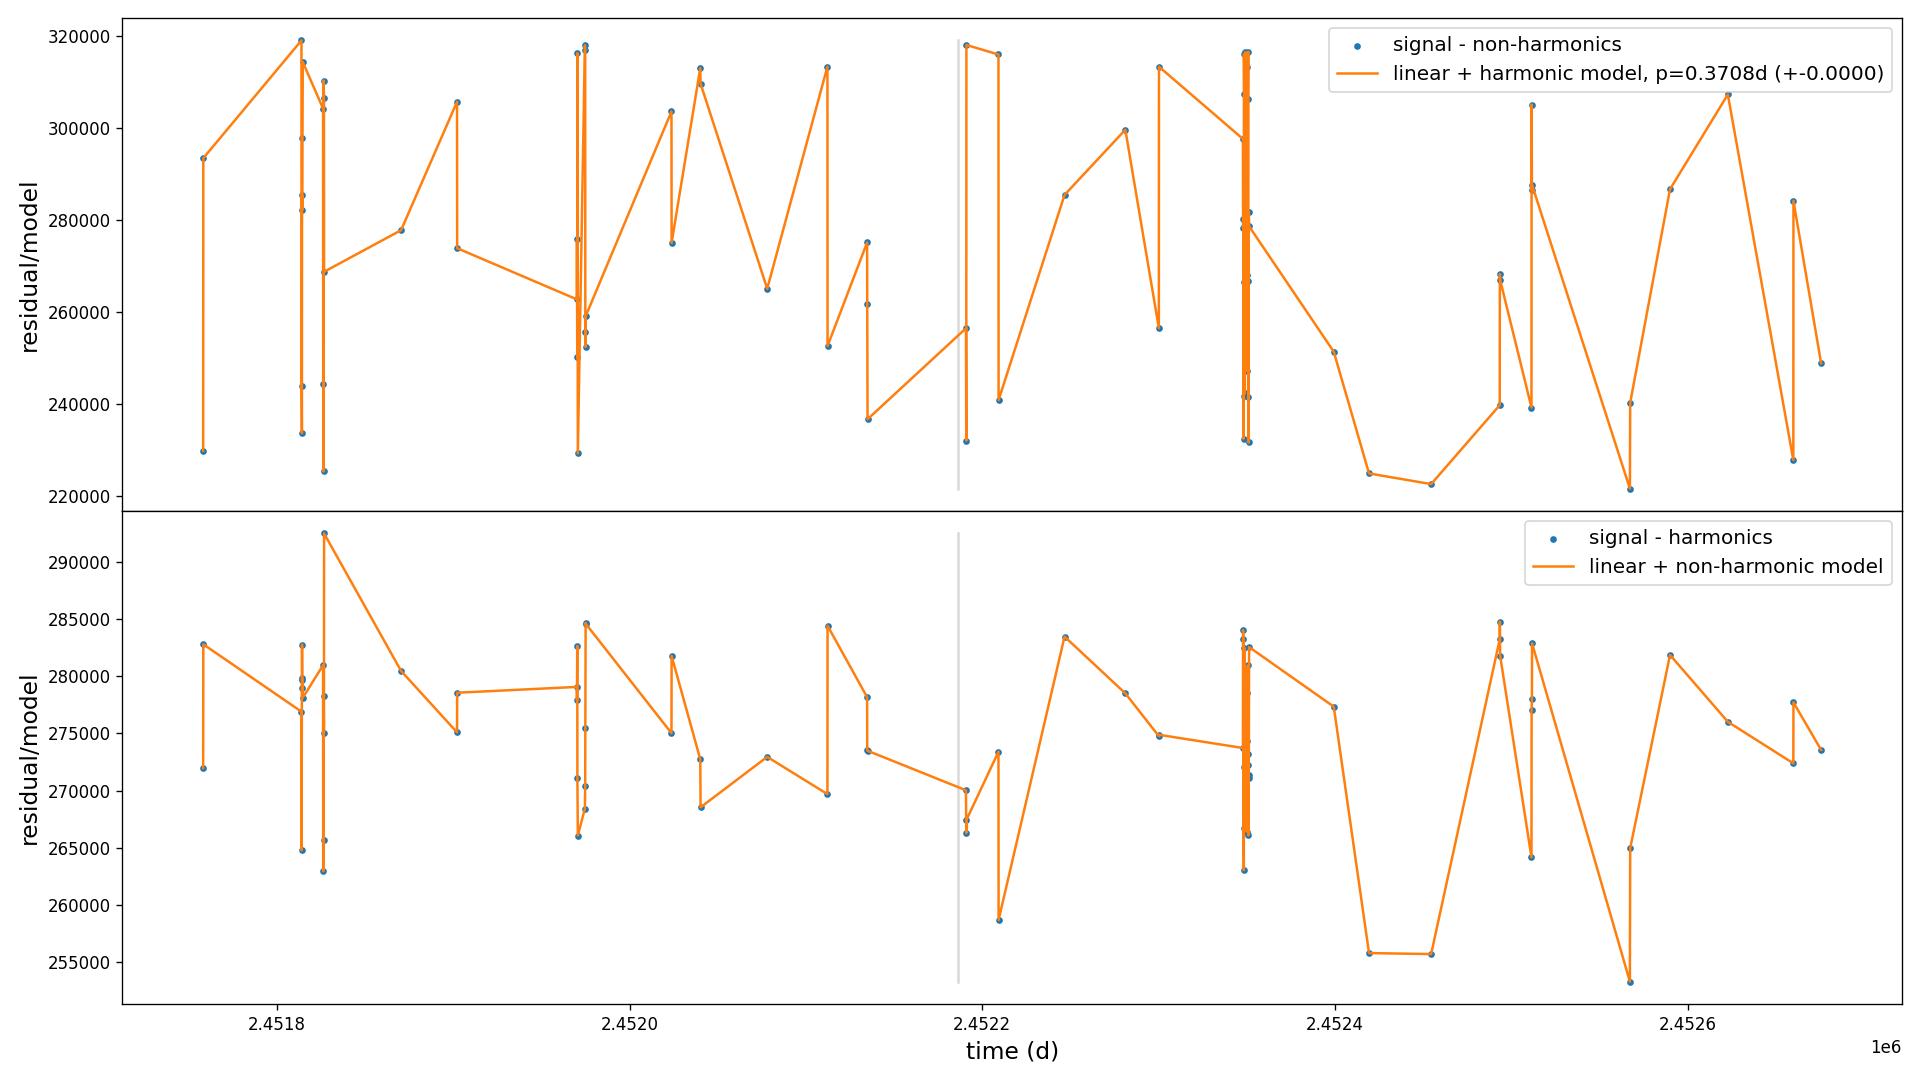 320000
300000
280000
260000
240000
220000
residual/model
signal - non-harmonics
linear + harmonic model, p=0.3708d (+-0.0000)
290000
285000
280000
275000
270000
265000
260000
255000
residual/model
signal - harmonics
linear + non-harmonic model
2.4518
2.4520
2.4522
2.4524
2.4526
time (d)
1e6